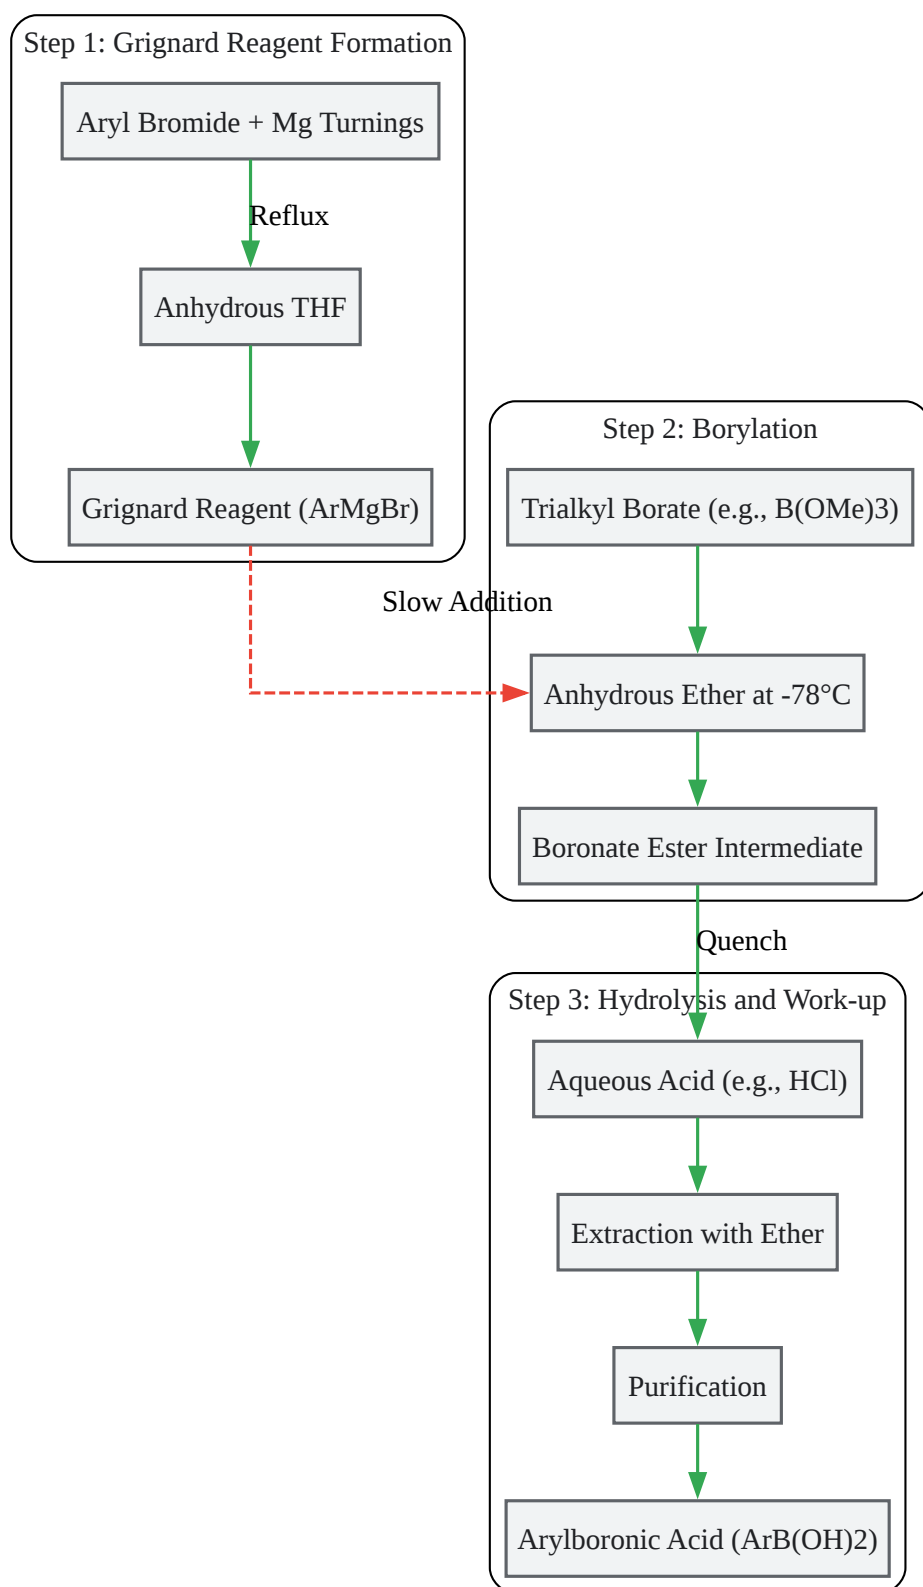 Step 1: Grignard Reagent Formation
Aryl Bromide + Mg Turnings
Reflux
Anhydrous THF
Grignard Reagent (ArMgBr)
Slow Addition
Step 2: Borylation
Trialkyl Borate (e.g., B(OMe)3)
Anhydrous Ether at -78°C
Boronate Ester Intermediate
Quench
Step 3: Hydrolysis and Work-up
Aqueous Acid (e.g., HCl)
Extraction with Ether
Purification
Arylboronic Acid (ArB(OH)2)